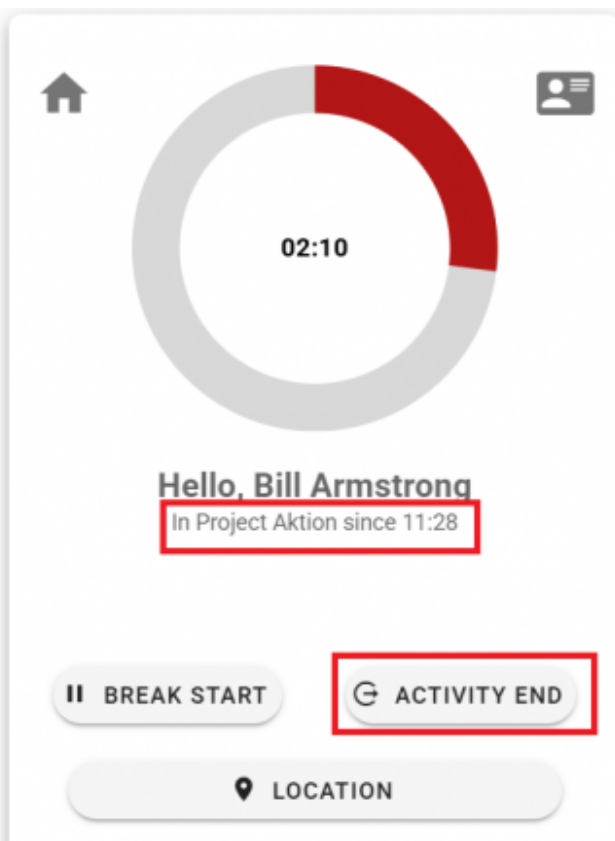 02:10
Hello, Bill Armstrong
In Project Aktion since 11:28
BREAK START
ACTIVITY END
LOCATION